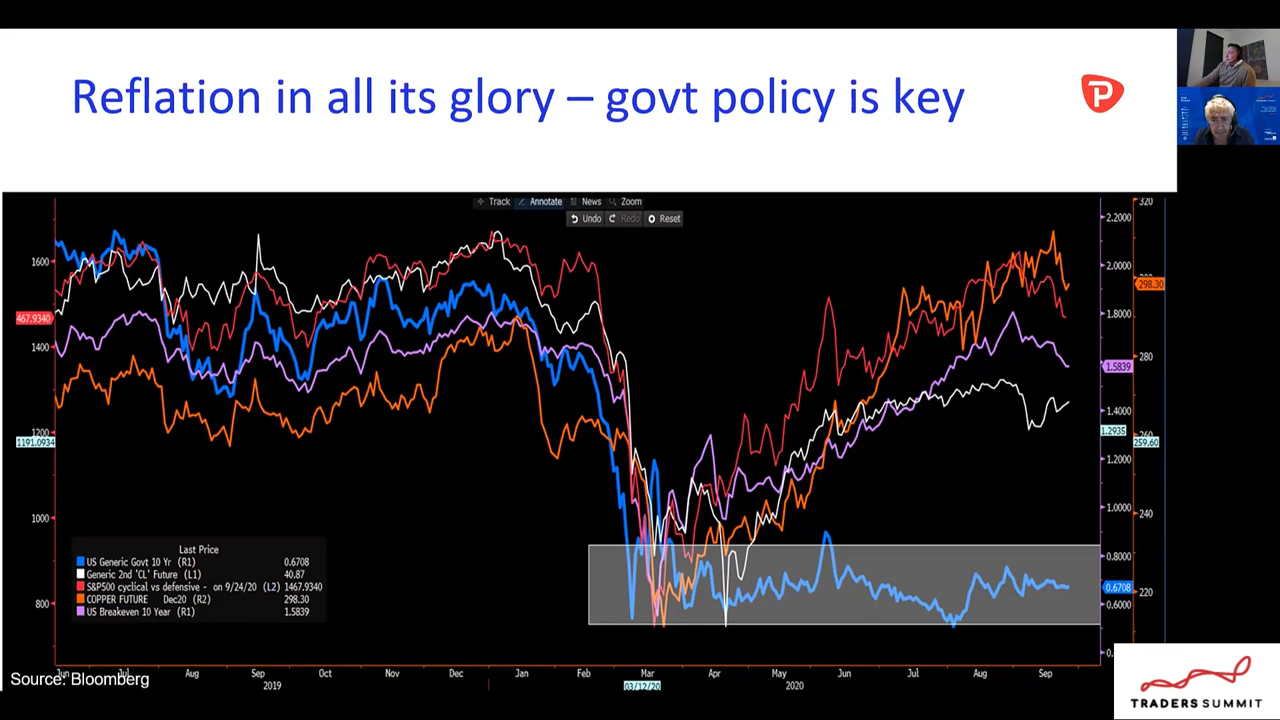 Reflation in all its glory – govt policy is key
P
Track Annotate News Zoom
Undo Redo Reset
1600
1400
1200
1000
800
467.9340
1191.0934
2.2000
2.0000
1.8000
1.5839
1.4000
1.2935
1.2000
1.0000
0.8000
0.6708
0.6000
320
298.30
280
260
259.60
240
220
Last Price
US Generic Govt 10 Yr (R1) 0.6708
Generic 2nd 'CL' Future (L1) 40.87
S&P500 cyclical vs defensive - on 9/24/20 (L2) 1467.9340
COPPER FUTURE Dec20 (R2) 298.30
US Breakeven 10 Year (R1) 1.5839
Jun Jul Aug Sep Oct Nov Dec Jan Feb Mar Apr May Jun Jul Aug Sep
2019 03/12/20 2020
Source: Bloomberg
TRADERS SUMMIT